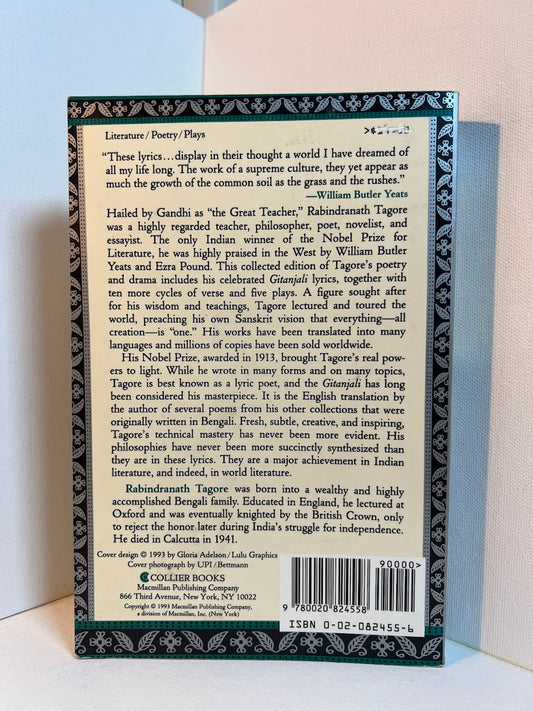 Literature/Poetry/Plays
“These lyrics…display in their thought a world I have dreamed of
all my life long. The work of a supreme culture, they yet appear as
much the growth of the common soil as the grass and the rushes.”
—William Butler Yeats
Hailed by Gandhi as “the Great Teacher,” Rabindranath Tagore
was a highly regarded teacher, philosopher, poet, novelist, and
essayist. The only Indian winner of the Nobel Prize for
Literature, he was highly praised in the West by William Butler
Yeats and Ezra Pound. This collected edition of Tagore’s poetry
and drama includes his celebrated Gitanjali lyrics, together with
ten more cycles of verse and five plays. A figure sought after
for his wisdom and teachings, Tagore lectured and toured the
world, preaching his own Sanskrit vision that everything—all
creation—is “one.” His works have been translated into many
languages and millions of copies have been sold worldwide.
His Nobel Prize, awarded in 1913, brought Tagore’s real pow-
ers to light. While he wrote in many forms and on many topics,
Tagore is best known as a lyric poet, and the Gitanjali has long
been considered his masterpiece. It is the English translation by
the author of several poems from his other collections that were
originally written in Bengali. Fresh, subtle, creative, and inspiring,
Tagore’s technical mastery has never been more evident. His
philosophies have never been more succinctly synthesized than
they are in these lyrics. They are a major achievement in Indian
literature, and indeed, in world literature.
Rabindranath Tagore was born into a wealthy and highly
accomplished Bengali family. Educated in England, he lectured at
Oxford and was eventually knighted by the British Crown, only
to reject the honor later during India’s struggle for independence.
He died in Calcutta in 1941.
Cover design © 1993 by Gloria Adelson/Lulu Graphics
Cover photograph by UPI/Bettmann
COLLIER BOOKS
Macmillan Publishing Company
866 Third Avenue, New York, NY 10022
Copyright © 1993 Macmillan Publishing Company,
a division of Macmillan, Inc. (New York)
90000>
9 780020 824558
ISBN 0-02-082455-6